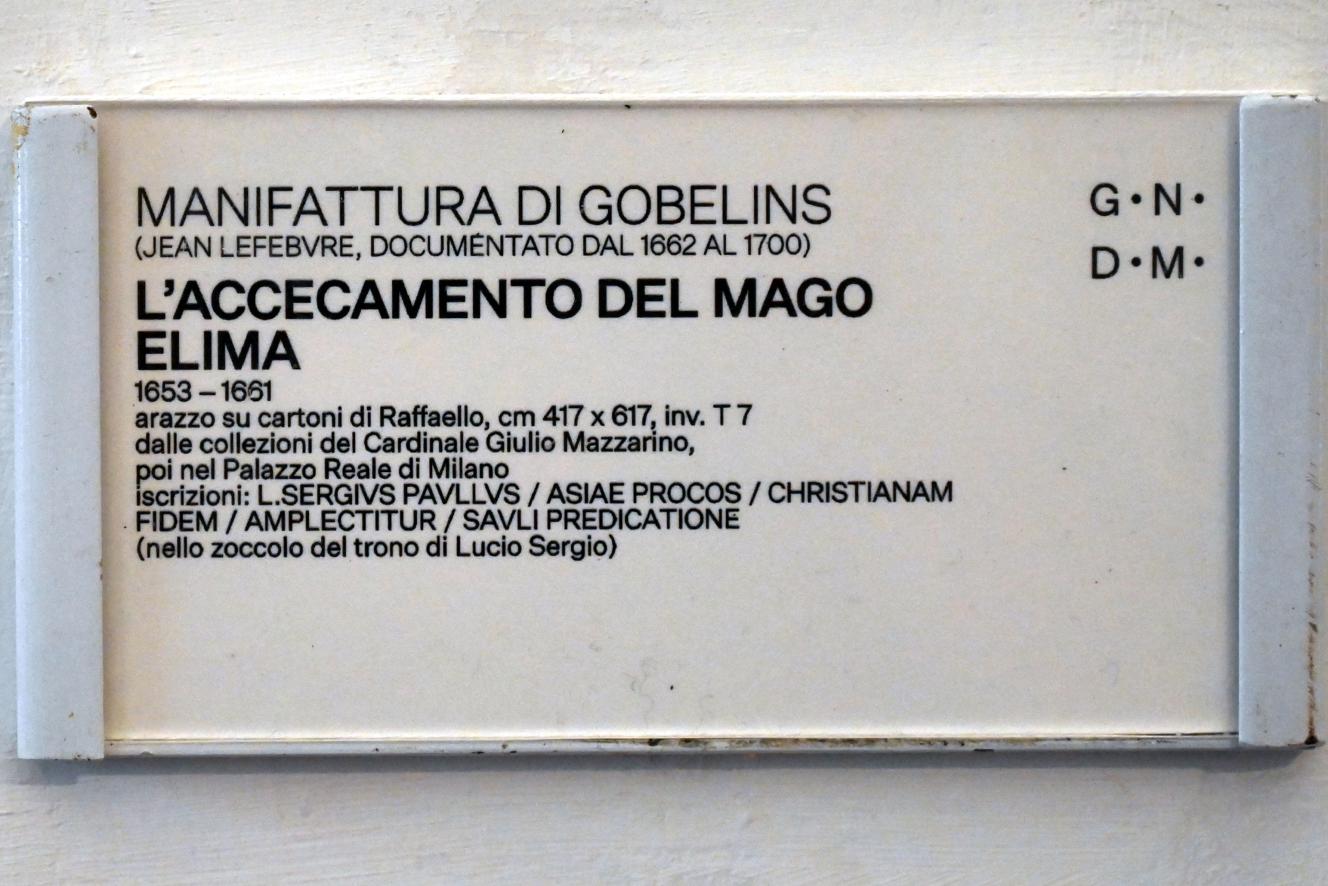 MANIFATTURA DI GOBELINS
(JEAN LEFEBVRE, DOCUMENTATO DAL 1662 AL 1700)
L'ACCECAMENTO DEL MAGO
ELIMA
1653 – 1661
arazzo su cartoni di Raffaello, cm 417 x 617, inv. T 7
dalle collezioni del Cardinale Giulio Mazzarino,
poi nel Palazzo Reale di Milano
iscrizioni: L.SERGIVS PAVLLVS / ASIAE PROCOS / CHRISTIANAM
FIDEM / AMPLECTITUR / SAVLI PREDICATIONE
(nello zoccolo del trono di Lucio Sergio)
G•N•
D•M•